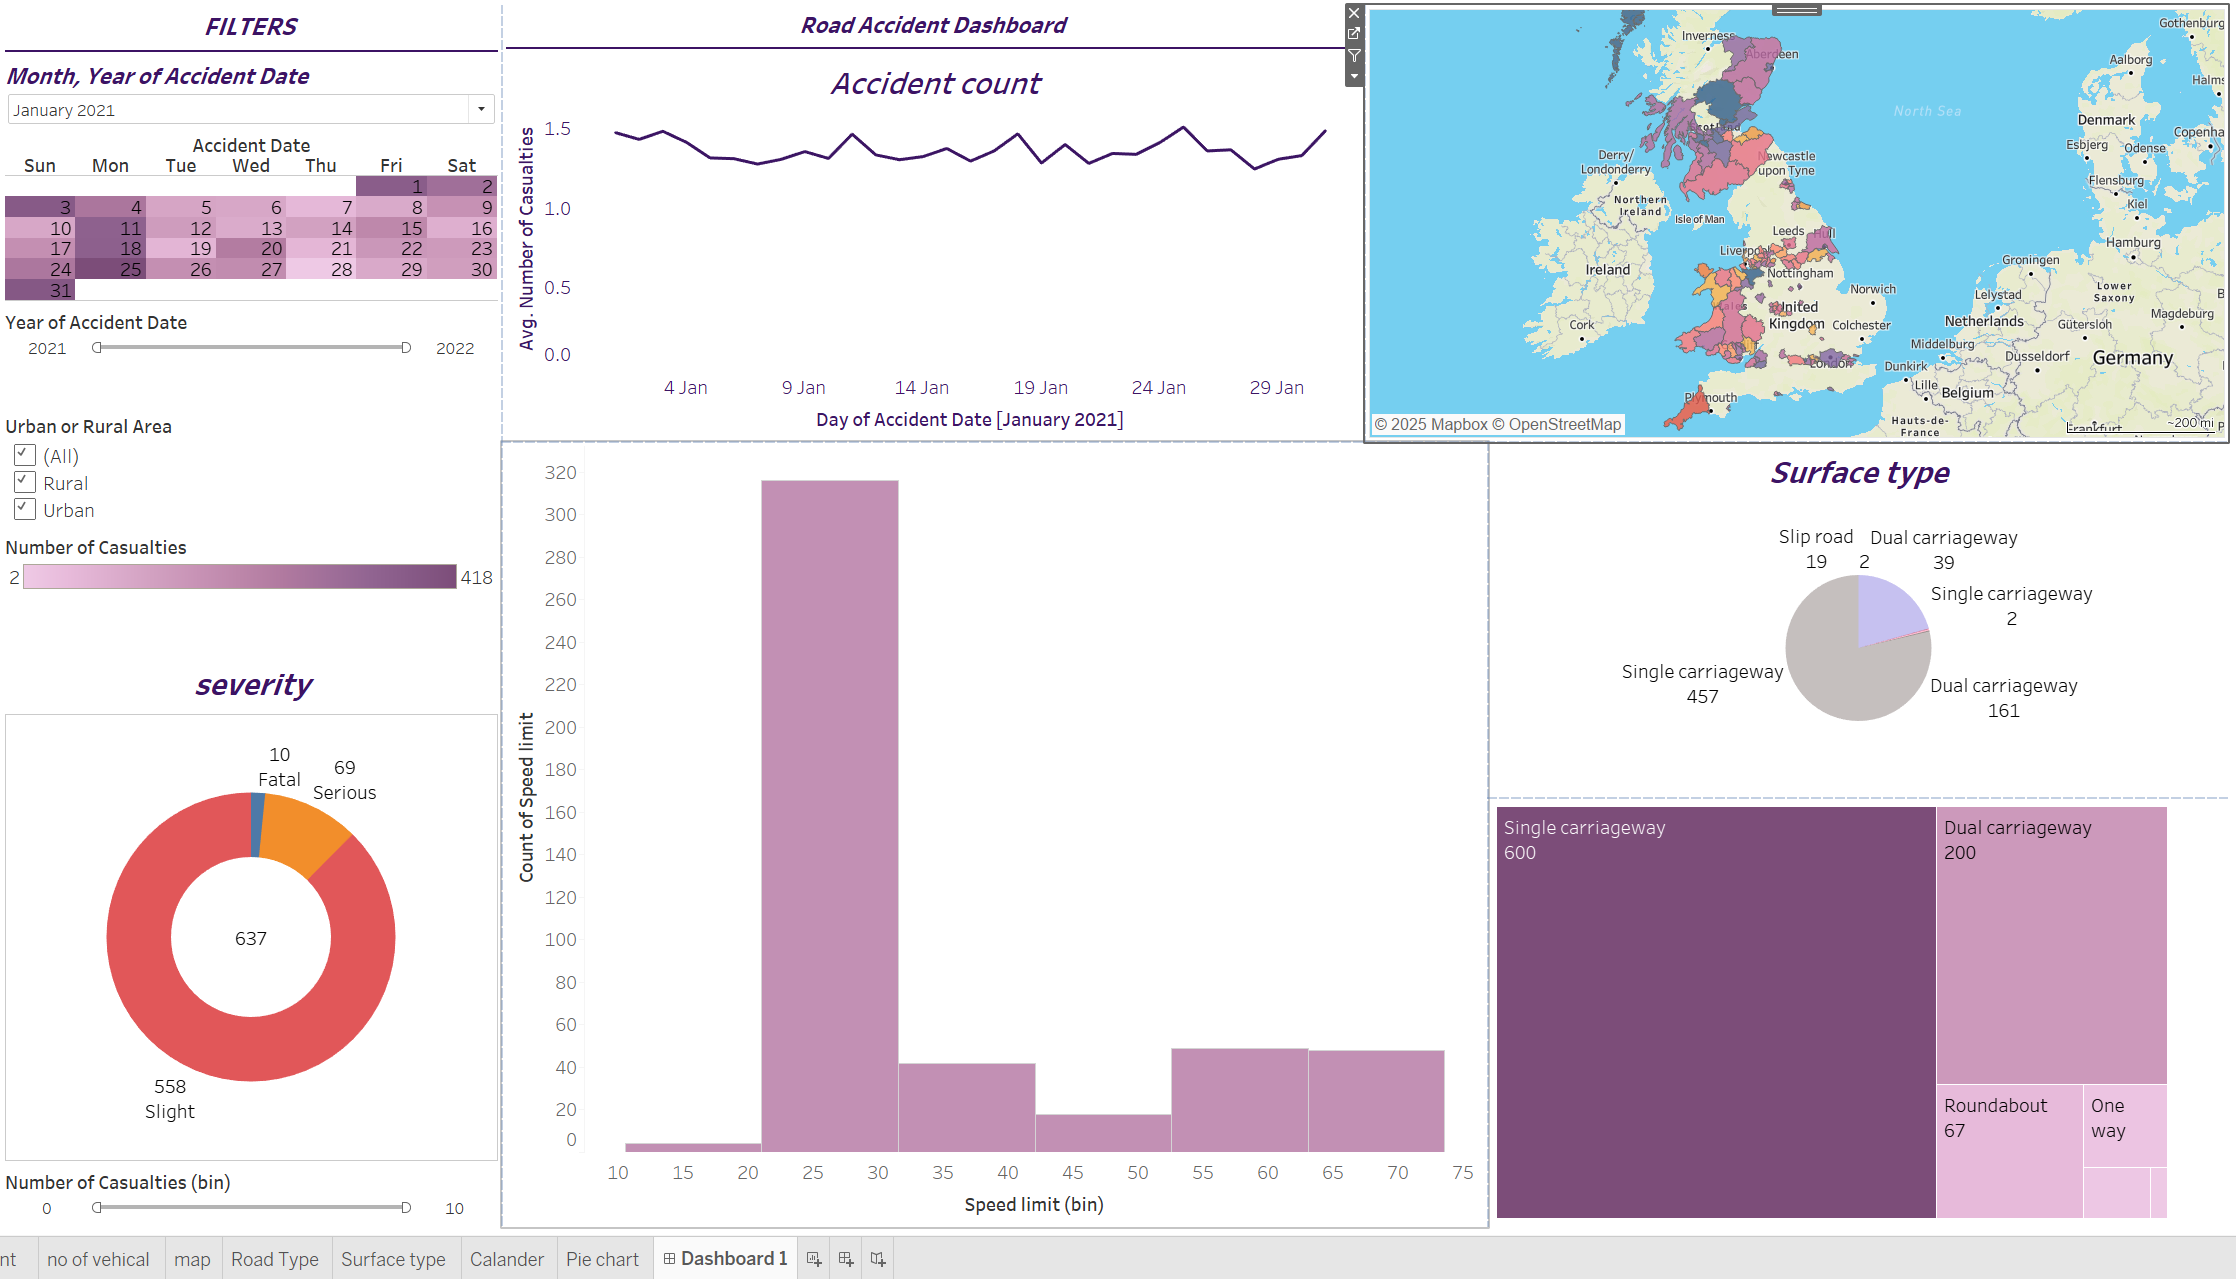 FILTERS
Month, Year of Accident Date
January 2021
Accident Date
Sun Mon Tue Wed Thu Fri Sat
1 2
3 4 5 6 7 8 9
10 11 12 13 14 15 16
17 18 19 20 21 22 23
24 25 26 27 28 29 30
31
Year of Accident Date
2021 2022
Urban or Rural Area
(All)
Rural
Urban
Number of Casualties
2 418
severity
10
Fatal
69
Serious
637
558
Slight
Number of Casualties (bin)
0 10
Road Accident Dashboard
Accident count
Avg. Number of Casualties
1.5
1.0
0.5
0.0
4 Jan 9 Jan 14 Jan 19 Jan 24 Jan 29 Jan
Day of Accident Date [January 2021]
Count of Speed limit
320
300
280
260
240
220
200
180
160
140
120
100
80
60
40
20
0
10 15 20 25 30 35 40 45 50 55 60 65 70 75
Speed limit (bin)
Gothenburg
Inverness
Aberdeen
Aalborg
Halms
North Sea
Denmark
Copenha
Scotland
Esbjerg Odense
Derry/
Londonderry
Newcastle
upon Tyne
Flensburg
Northern
Ireland
Kiel
Isle of Man
Leeds Hull
Hamburg
Liverpool
Groningen
Ireland
Nottingham
Lower
Saxony
B
Norwich
Lelystad
Wales
United
Kingdom
Colchester
Netherlands
Gütersloh
Magdeburg
Cork
Middelburg
Dusseldorf
Germany
London
Dunkirk
Lille
Belgium
Plymouth
Hauts-de-
France
Frankfurt
~200 mi
© 2025 Mapbox © OpenStreetMap
Surface type
Slip road
19
2
Dual carriageway
39
Single carriageway
2
Single carriageway
457
Dual carriageway
161
Single carriageway
600
Dual carriageway
200
Roundabout
67
One
way
nt no of vehical map Road Type Surface type Calander Pie chart Dashboard 1